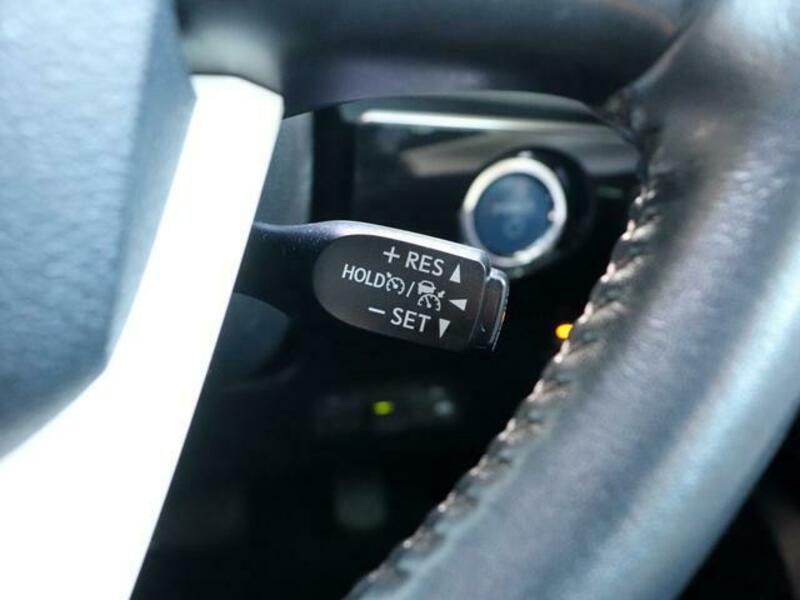 + RES ▲
HOLD / ◀
− SET ▼